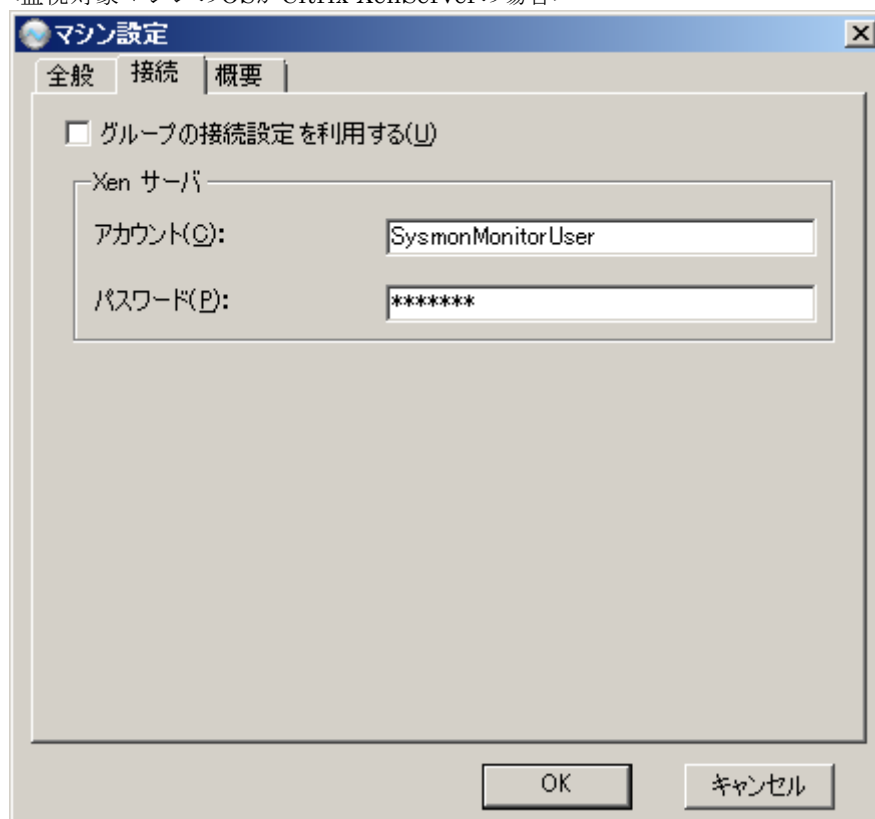 マシン設定
全般 接続 概要
グループの接続設定を利用する(U)
Xen サーバ
アカウント(C): SysmonMonitorUser
パスワード(P): *******
OK キャンセル